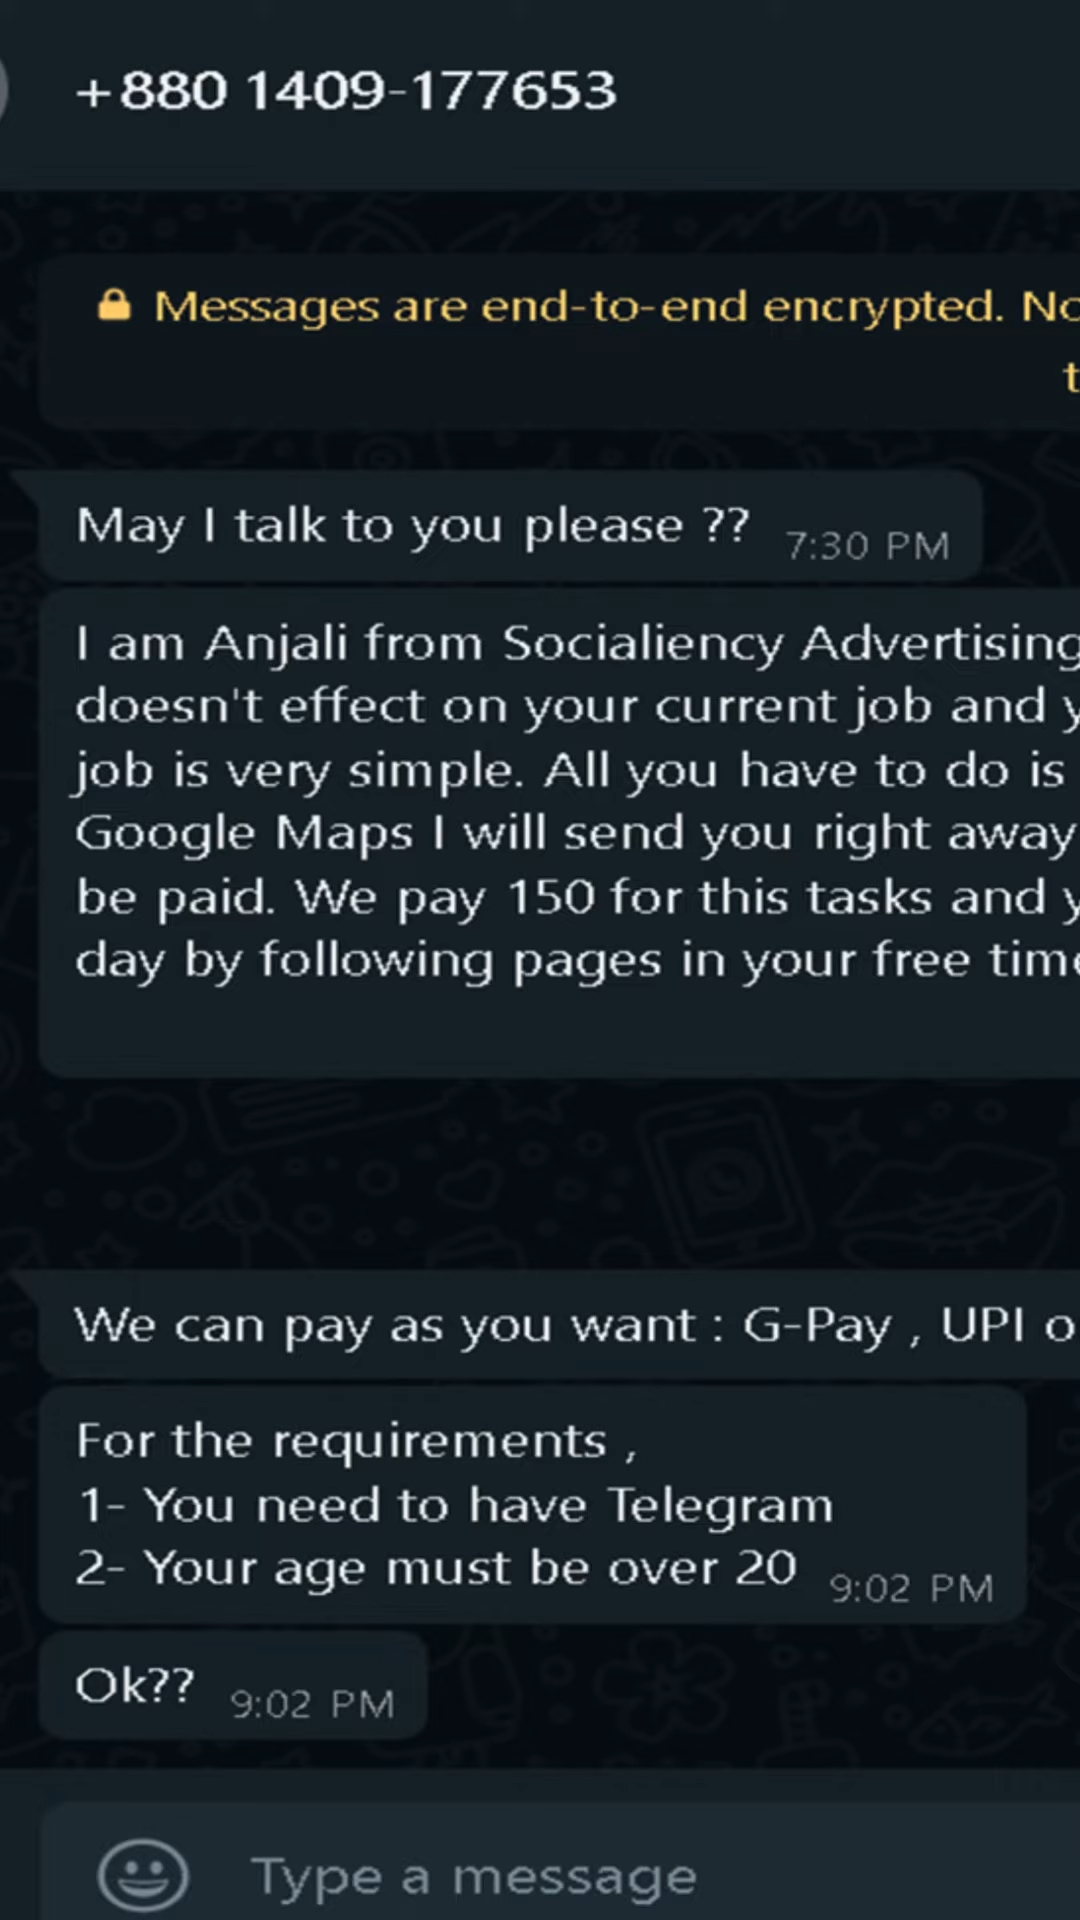 +880 1409-177653
Messages are end-to-end encrypted. No
May I talk to you please ?? 7:30 PM
I am Anjali from Socialiency Advertising
doesn't effect on your current job and y
job is very simple. All you have to do is
Google Maps I will send you right away
be paid. We pay 150 for this tasks and y
day by following pages in your free time
We can pay as you want : G-Pay , UPI o
For the requirements ,
1- You need to have Telegram
2- Your age must be over 20 9:02 PM
Ok?? 9:02 PM
Type a message